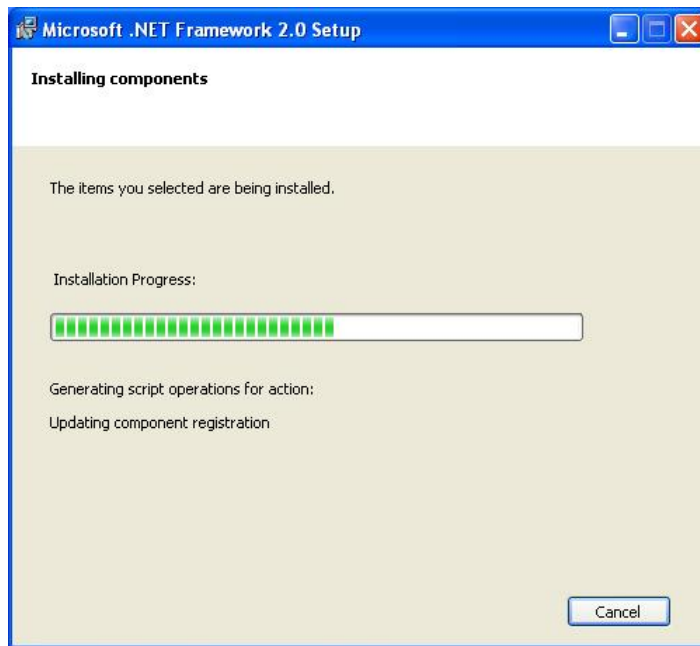 Microsoft .NET Framework 2.0 Setup
Installing components
The items you selected are being installed.
Installation Progress:
Generating script operations for action:
Updating component registration
Cancel